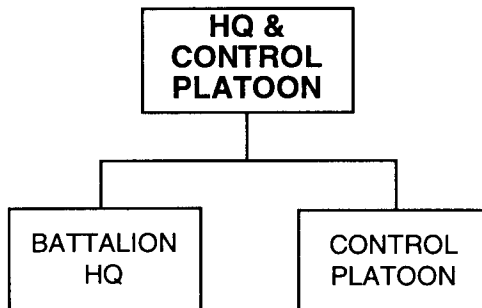 HQ &
CONTROL
PLATOON
BATTALION
HQ
CONTROL
PLATOON